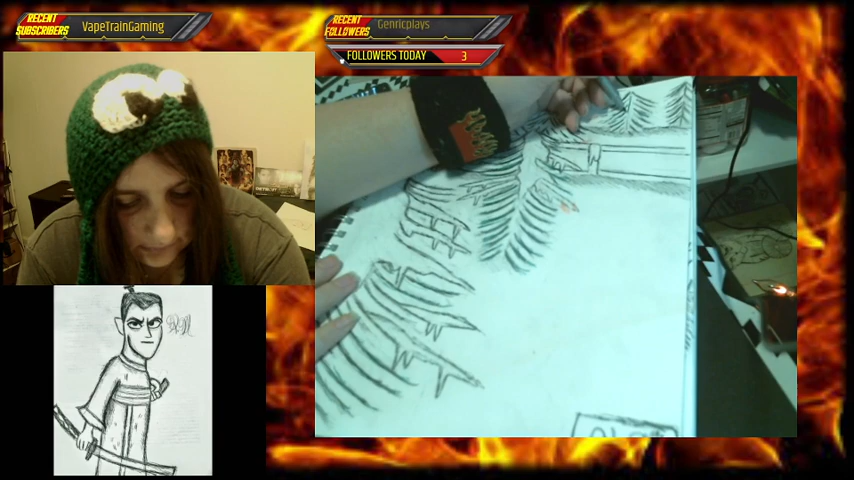 RECENT
SUBSCRIBERS
VapeTrainGaming
RECENT
FOLLOWERS
Genricplays
FOLLOWERS TODAY
3